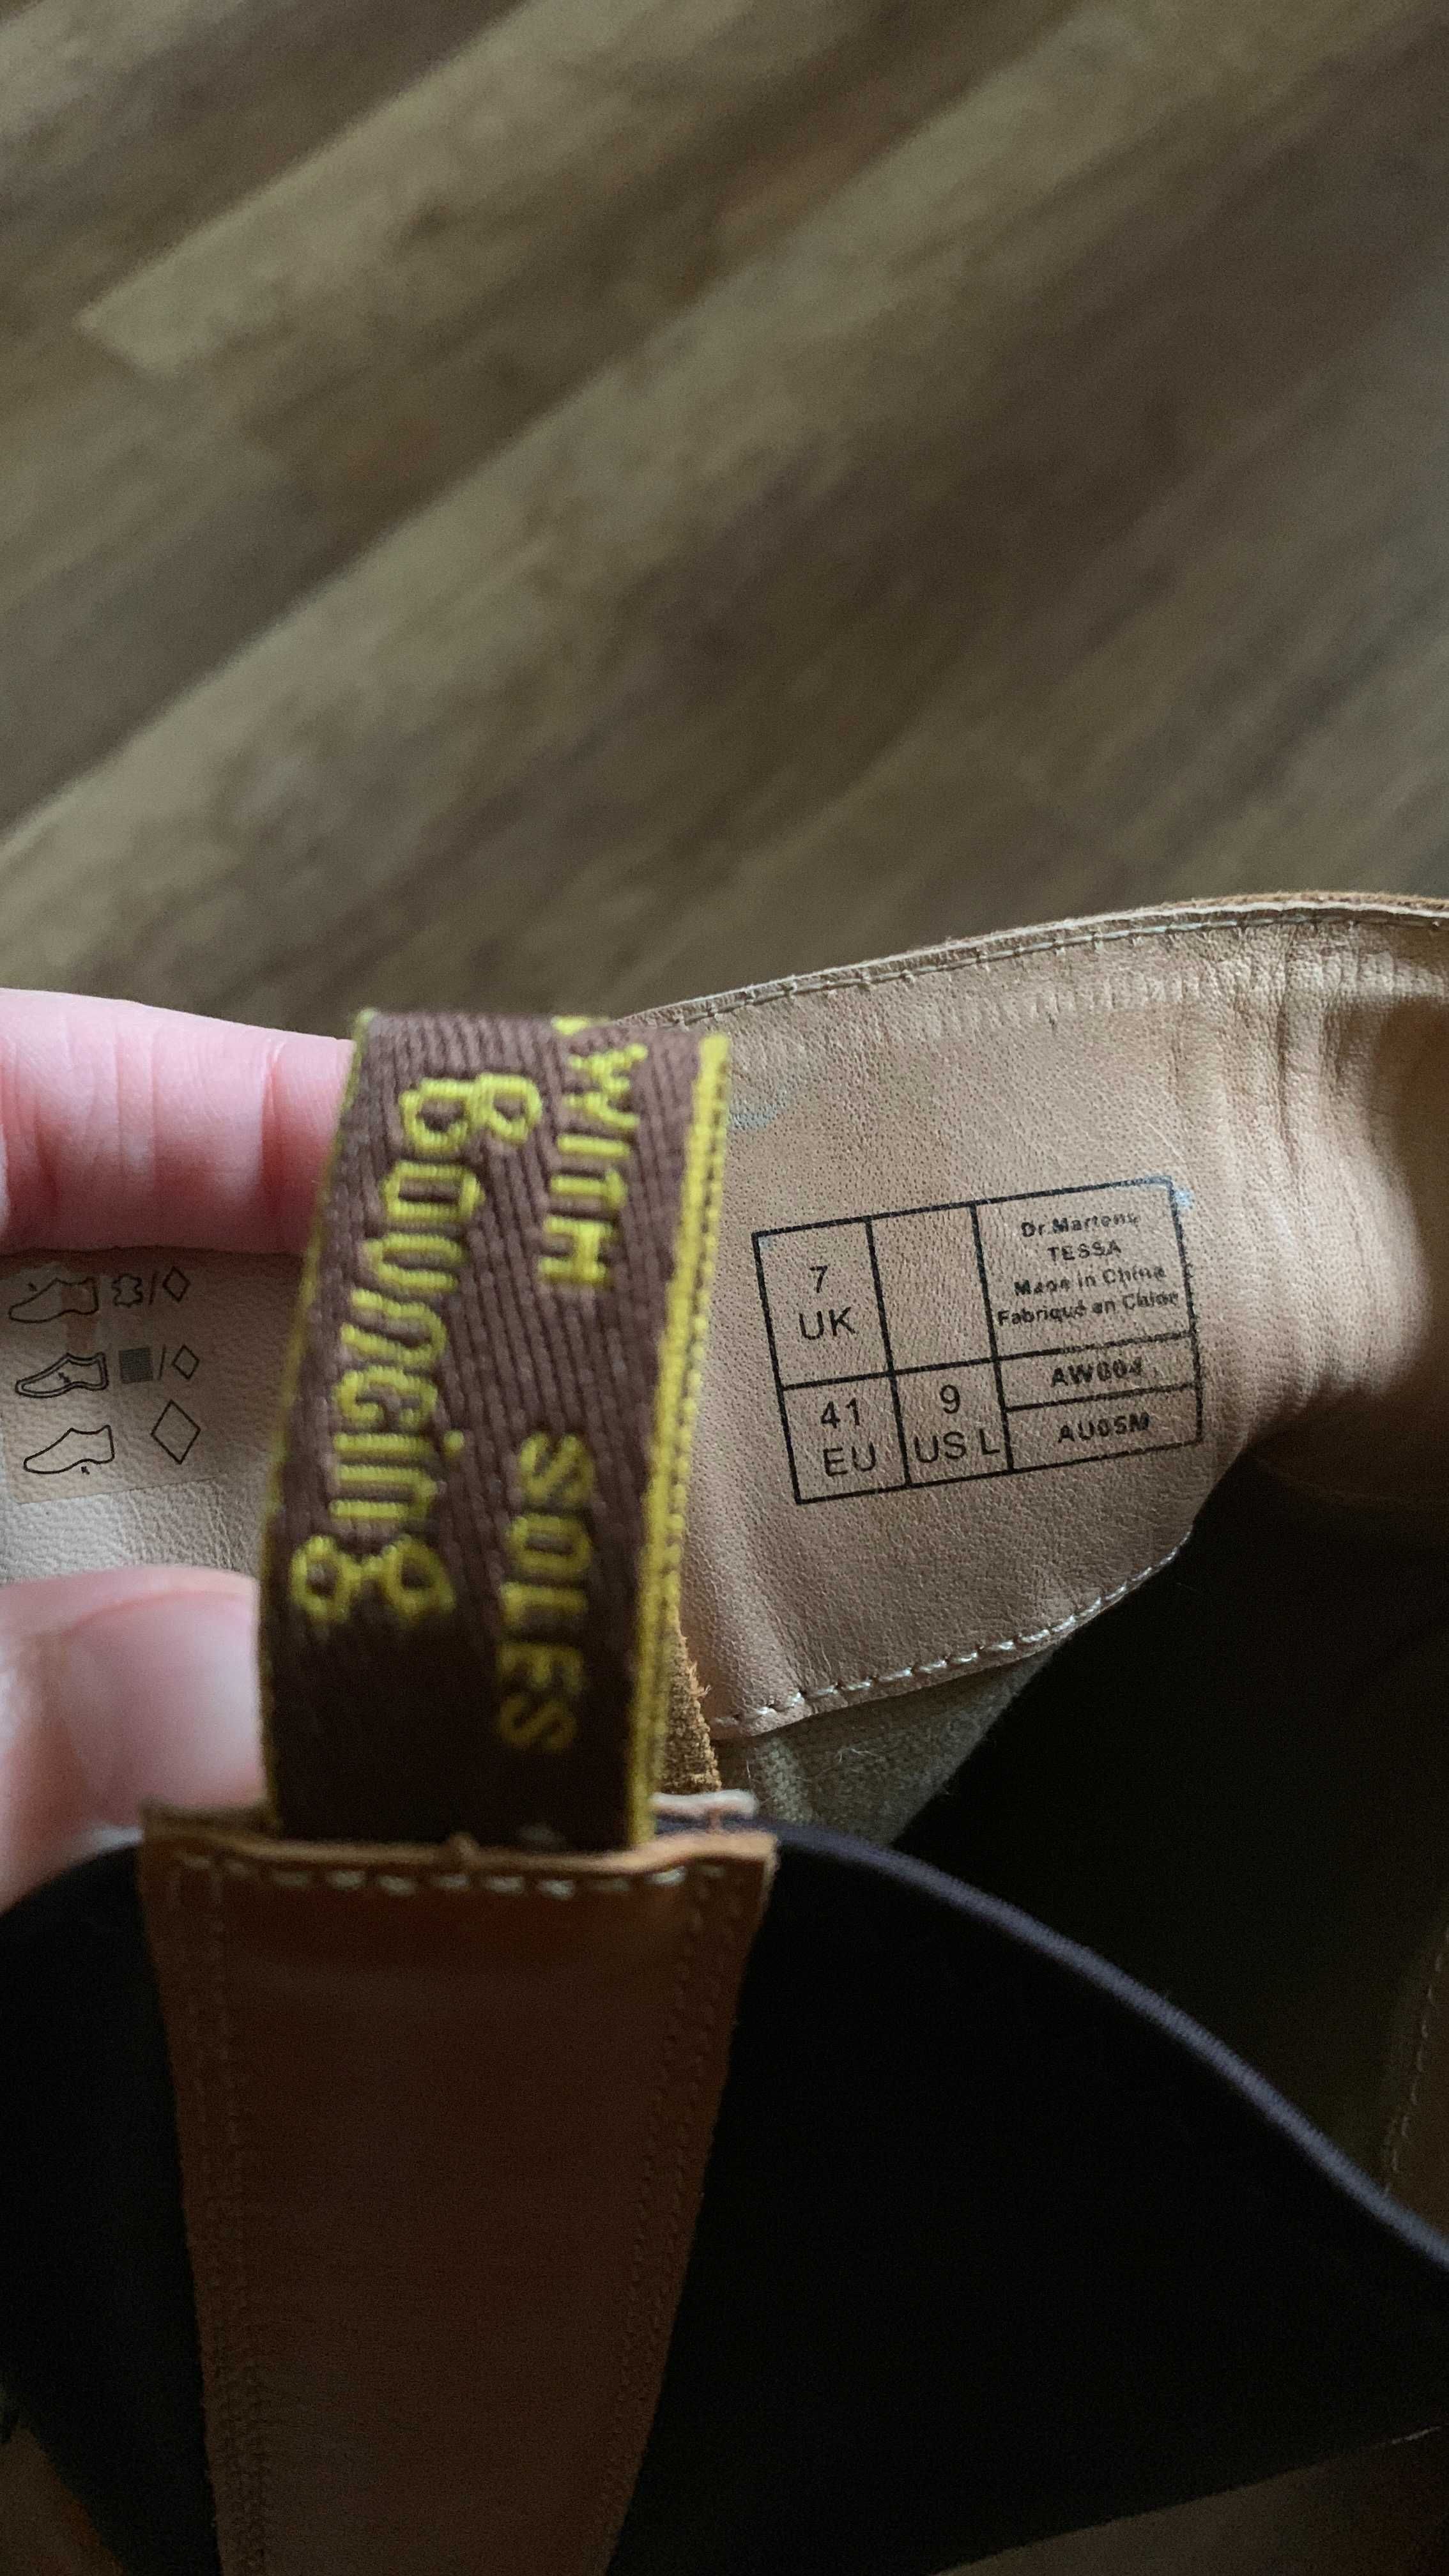 WITH
Bouncing
SOLES
7
UK
41
EU
9
US L
Dr.Martens
TESSA
Made in China
Fabriqué en Chine
AW004
AU05M